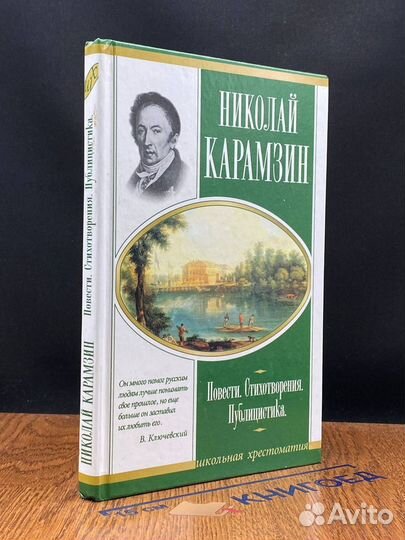 НИКОЛАЙ
КАРАМЗИН
Он много помог русским
людям лучше понимать
свое прошлое, но еще
больше он заставил
их любить его.
В. Ключевский
Повести. Стихотворения.
Публицистика.
школьная хрестоматия
НИКОЛАЙ КАРАМЗИН Повести. Стихотворения. Публицистика.
КНИГОЕД
Avito